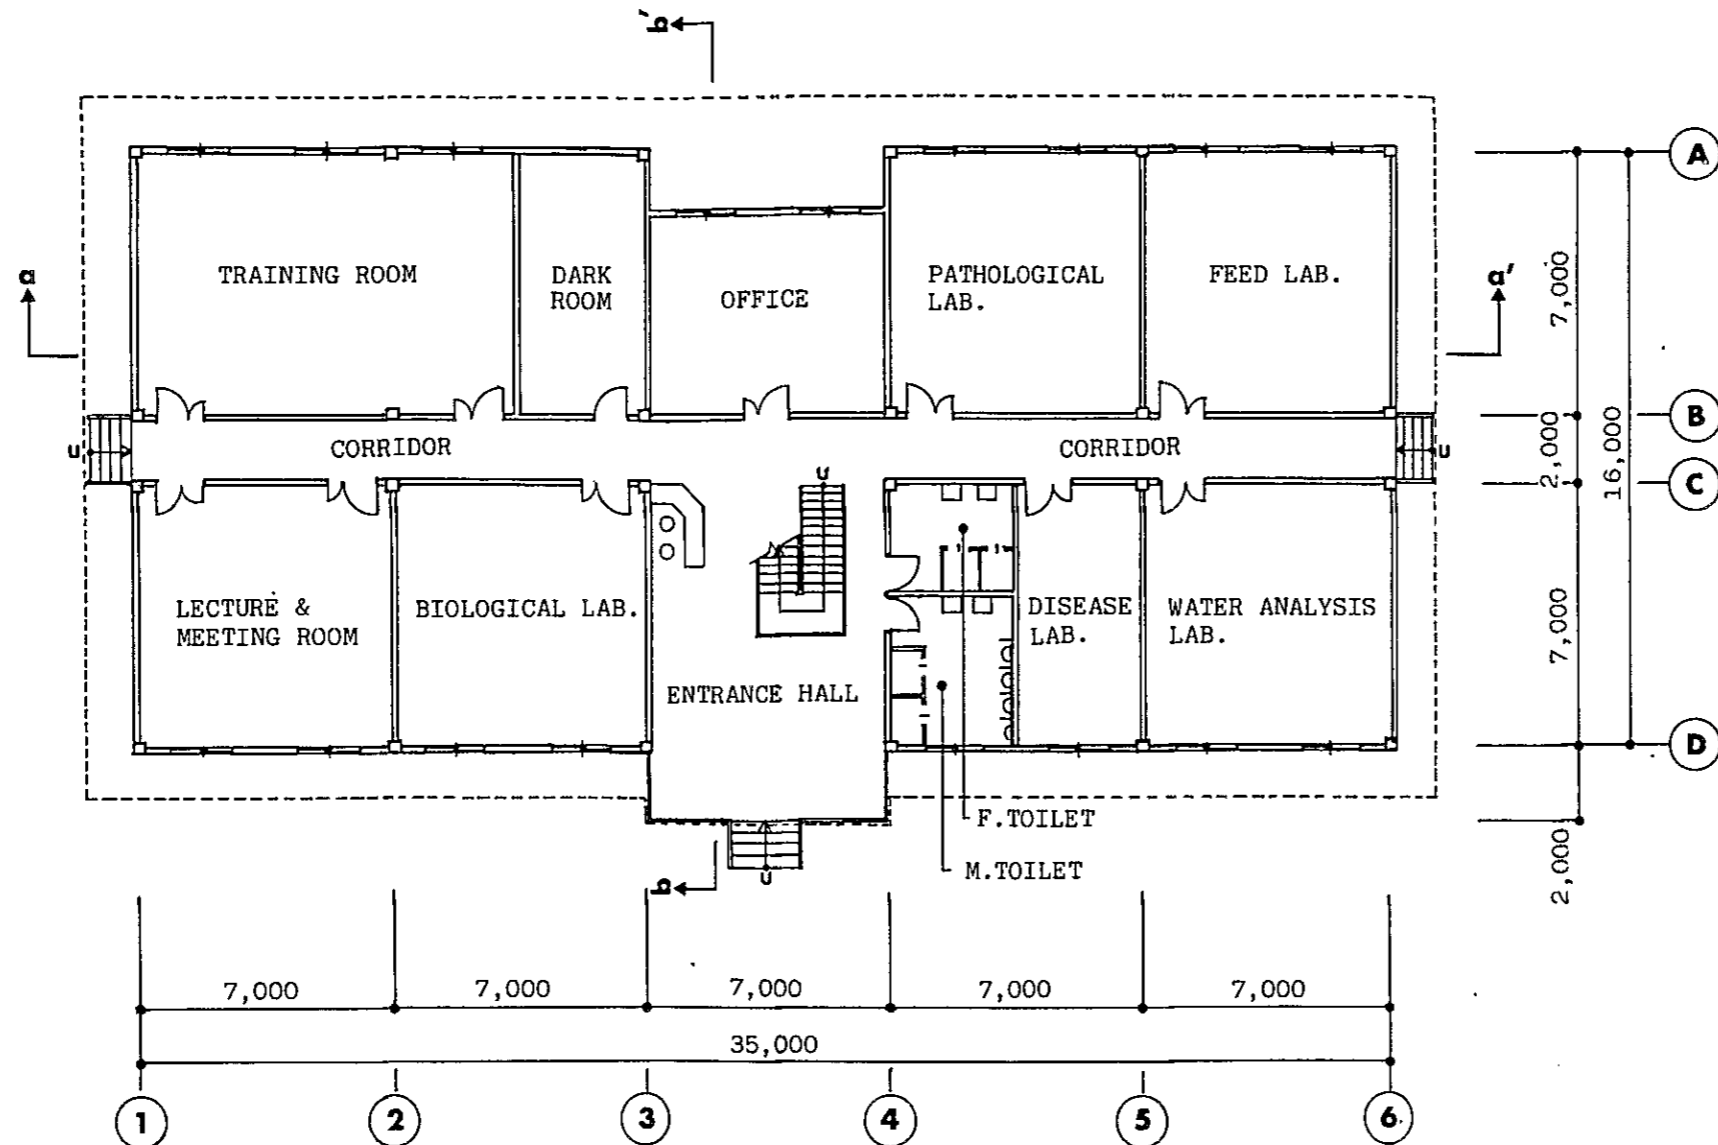 b'
A
TRAINING ROOM
DARK
ROOM
OFFICE
PATHOLOGICAL
LAB.
FEED LAB.
a
a'
7,000
B
CORRIDOR
CORRIDOR
U
U
U
2,000
16,000
C
LECTURE &
MEETING ROOM
BIOLOGICAL LAB.
DISEASE
LAB.
WATER ANALYSIS
LAB.
7,000
ENTRANCE HALL
D
F.TOILET
M.TOILET
U
b
2,000
7,000
7,000
7,000
7,000
7,000
35,000
1
2
3
4
5
6